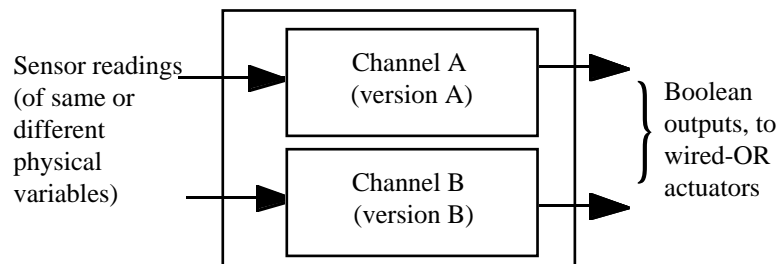 Sensor readings
(of same or
different
physical
variables)
Channel A
(version A)
Channel B
(version B)
Boolean
outputs, to
wired-OR
actuators